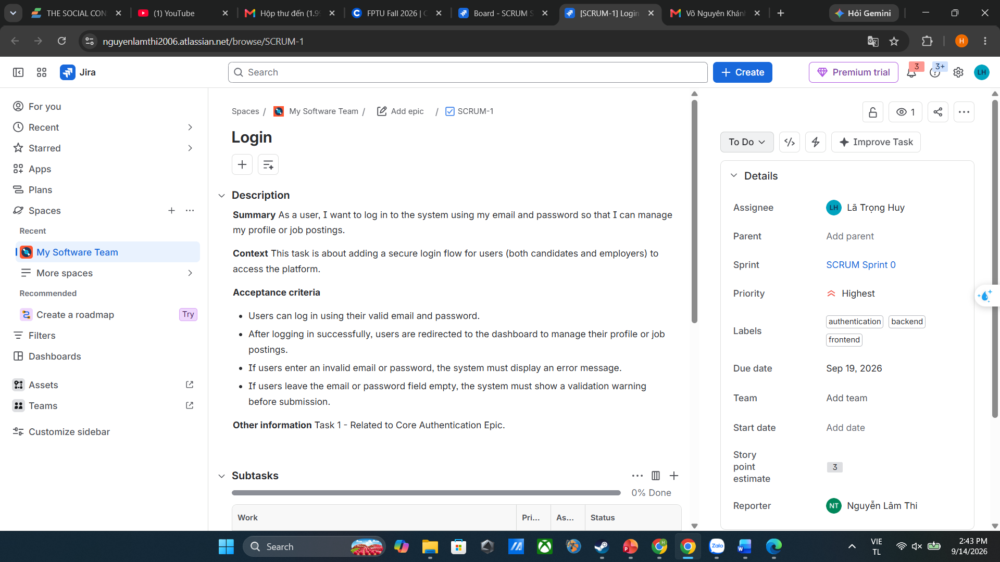 THE SOCIAL CON
(1) YouTube
Hộp thư đến (1.99
FPTU Fall 2026 | C
Board - SCRUM S
[SCRUM-1] Login
Võ Nguyên Khánh
Hỏi Gemini
nguyenlamthi2006.atlassian.net/browse/SCRUM-1
H
Jira
Search
Create
Premium trial
3
3+
LH
For you
Recent
Starred
Apps
Plans
Spaces
Recent
My Software Team
More spaces
Recommended
Create a roadmap
Try
Filters
Dashboards
Assets
Teams
Customize sidebar
Spaces / My Software Team / Add epic / SCRUM-1
Login
Description
Summary As a user, I want to log in to the system using my email and password so that I can manage
my profile or job postings.
Context This task is about adding a secure login flow for users (both candidates and employers) to
access the platform.
Acceptance criteria
• Users can log in using their valid email and password.
• After logging in successfully, users are redirected to the dashboard to manage their profile or job
postings.
• If users enter an invalid email or password, the system must display an error message.
• If users leave the email or password field empty, the system must show a validation warning
before submission.
Other information Task 1 - Related to Core Authentication Epic.
Subtasks
0% Done
Work Pri... As... Status
1
To Do
Improve Task
Details
Assignee LH Lã Trọng Huy
Parent Add parent
Sprint SCRUM Sprint 0
Priority Highest
Labels authentication backend
frontend
Due date Sep 19, 2026
Team Add team
Start date Add date
Story
point
estimate
3
Reporter NT Nguyễn Lâm Thi
Search
Zalo
VIE
TL
2:43 PM
9/14/2026